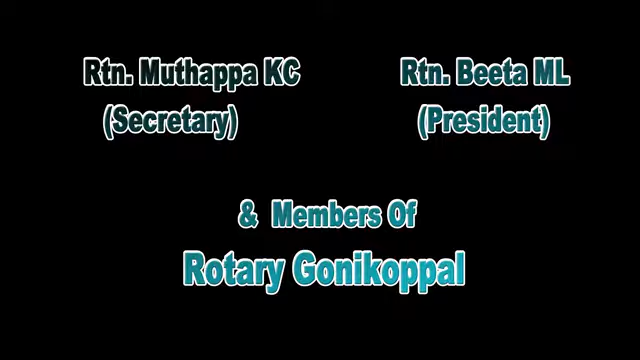 Rtn. Muthappa KC
(Secretary)
Rtn. Beeta ML
(President)
& Members Of
Rotary Gonikoppal